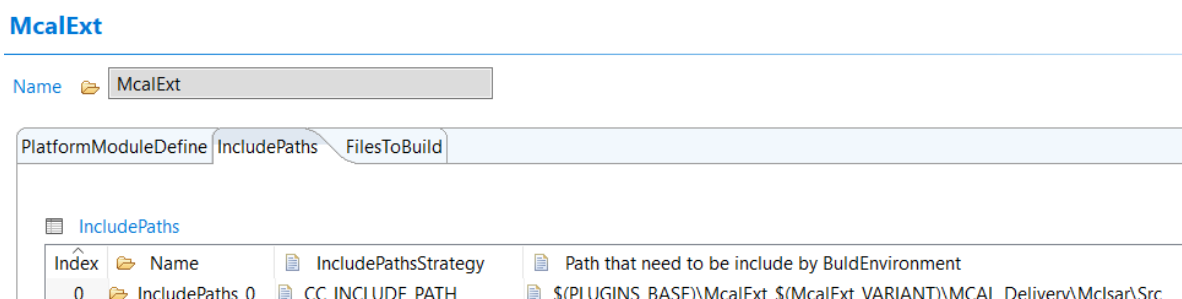 McalExt
Name McalExt
PlatformModuleDefine IncludePaths FilesToBuild
IncludePaths
Index Name IncludePathsStrategy Path that need to be include by BuldEnvironment
0 IncludePaths_0 CC_INCLUDE_PATH $(PLUGINS_BASE)\McalExt_$(McalExt_VARIANT)\MCAL_Delivery\McIsar\Src